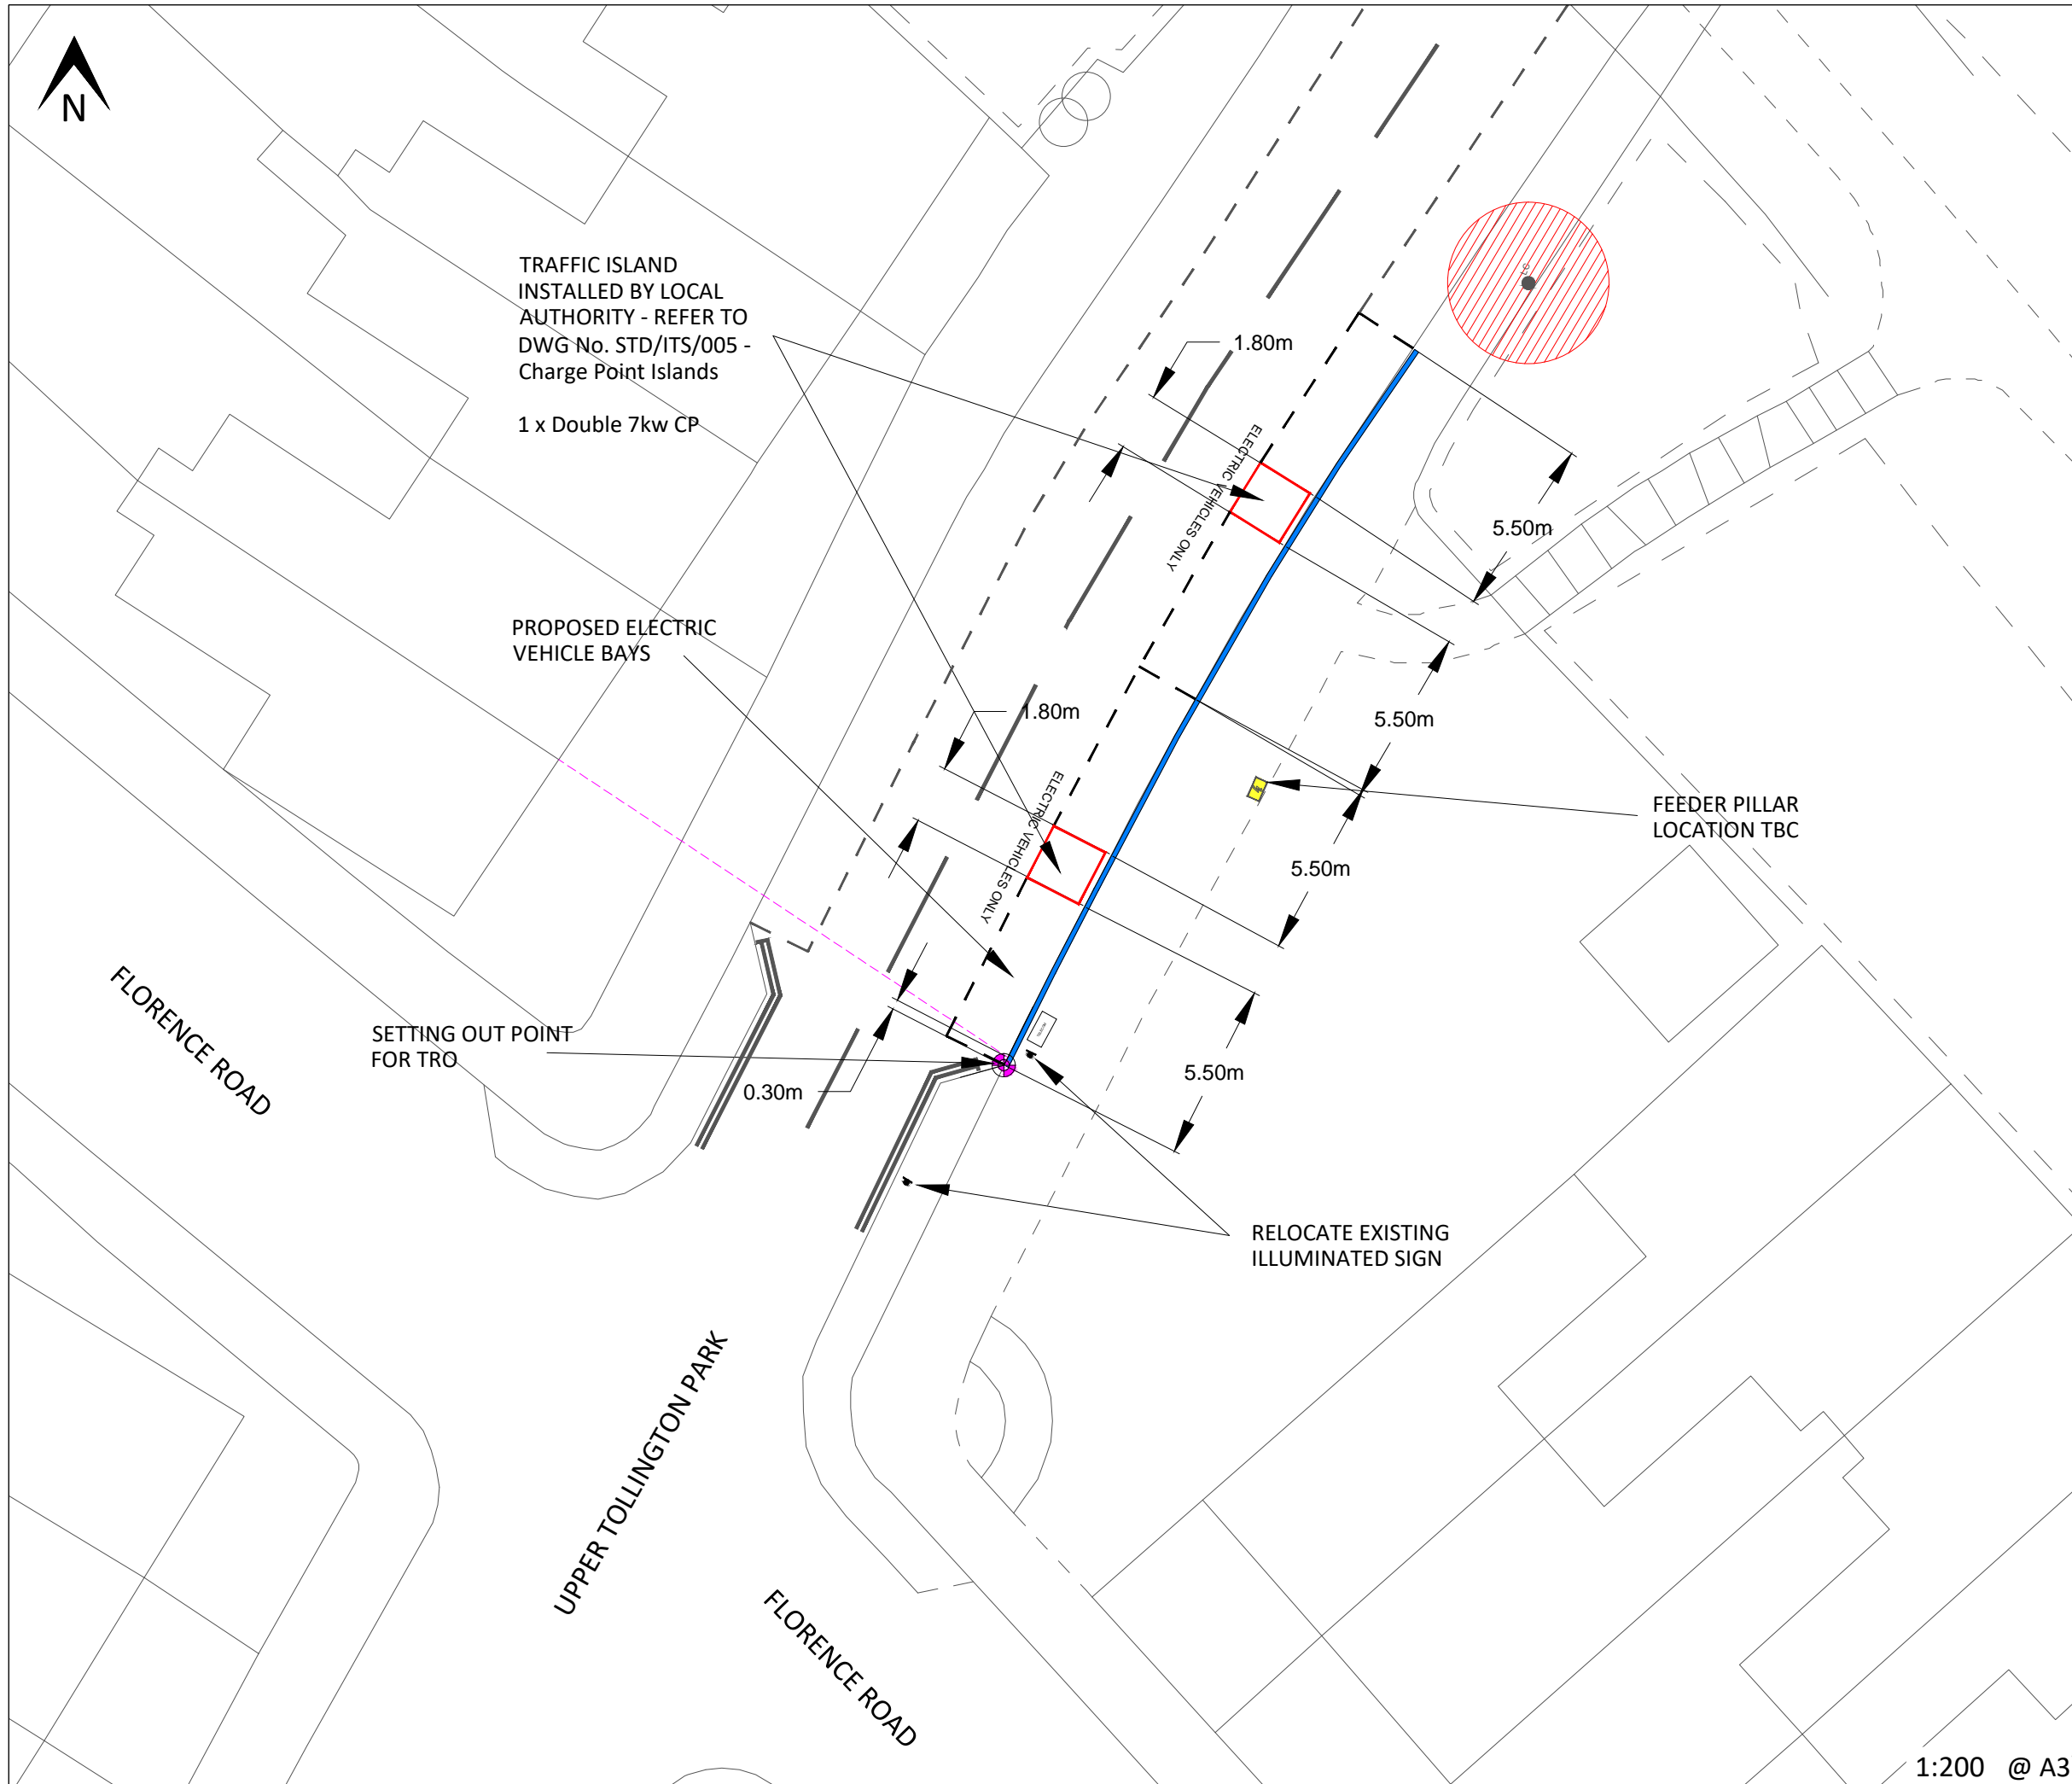 N
TRAFFIC ISLAND
INSTALLED BY LOCAL
AUTHORITY - REFER TO
DWG No. STD/ITS/005 -
Charge Point Islands
1 x Double 7kw CP
1.80m
ELECTRIC VEHICLES ONLY
5.50m
PROPOSED ELECTRIC
VEHICLE BAYS
1.80m
5.50m
ELECTRIC VEHICLES ONLY
FEEDER PILLAR
LOCATION TBC
5.50m
FLORENCE ROAD
SETTING OUT POINT
FOR TRO
0.30m
5.50m
RELOCATE EXISTING
ILLUMINATED SIGN
UPPER TOLLINGTON PARK
FLORENCE ROAD
1:200 @ A3